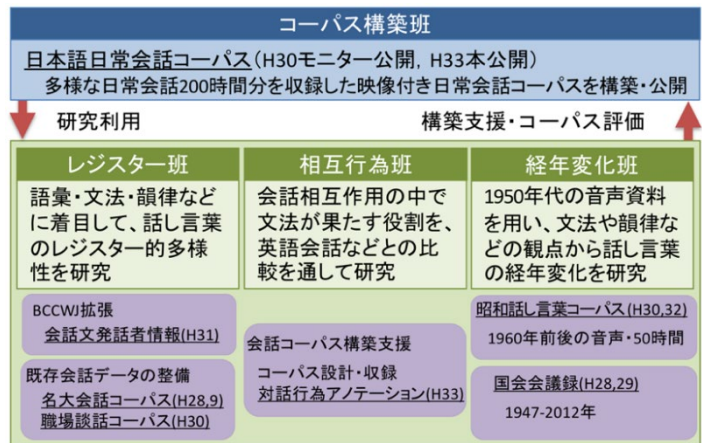 コーパス構築班
日本語日常会話コーパス(H30モニター公開, H33本公開)
多様な日常会話200時間分を収録した映像付き日常会話コーパスを構築・公開
研究利用
構築支援・コーパス評価
レジスター班
語彙・文法・韻律など
に着目して、話し言葉
のレジスター的多様
性を研究
BCCWJ拡張
会話文発話者情報(H31)
既存会話データの整備
名大会話コーパス(H28,9)
職場談話コーパス(H30)
相互行為班
会話相互作用の中で
文法が果たす役割を、
英語会話などとの比
較を通して研究
会話コーパス構築支援
コーパス設計・収録
対話行為アノテーション(H33)
経年変化班
1950年代の音声資料
を用い、文法や韻律な
どの観点から話し言葉
の経年変化を研究
昭和話し言葉コーパス(H30,32)
1960年前後の音声・50時間
国会会議録(H28,29)
1947-2012年